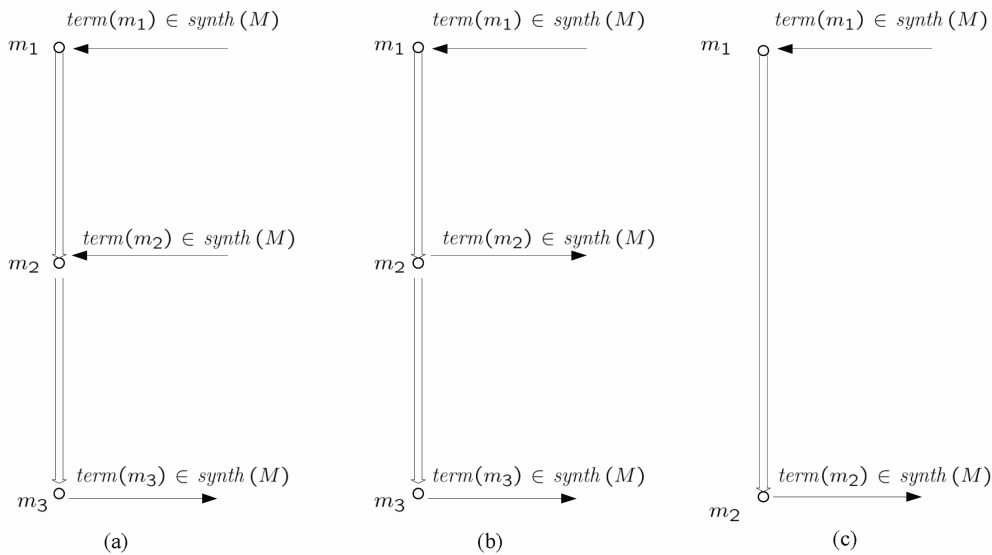 term(m1) ∈ synth (M)
m1
term(m2) ∈ synth (M)
m2
term(m3) ∈ synth (M)
m3
(a)
term(m1) ∈ synth (M)
m1
term(m2) ∈ synth (M)
m2
term(m3) ∈ synth (M)
m3
(b)
term(m1) ∈ synth (M)
m1
term(m2) ∈ synth (M)
m2
(c)